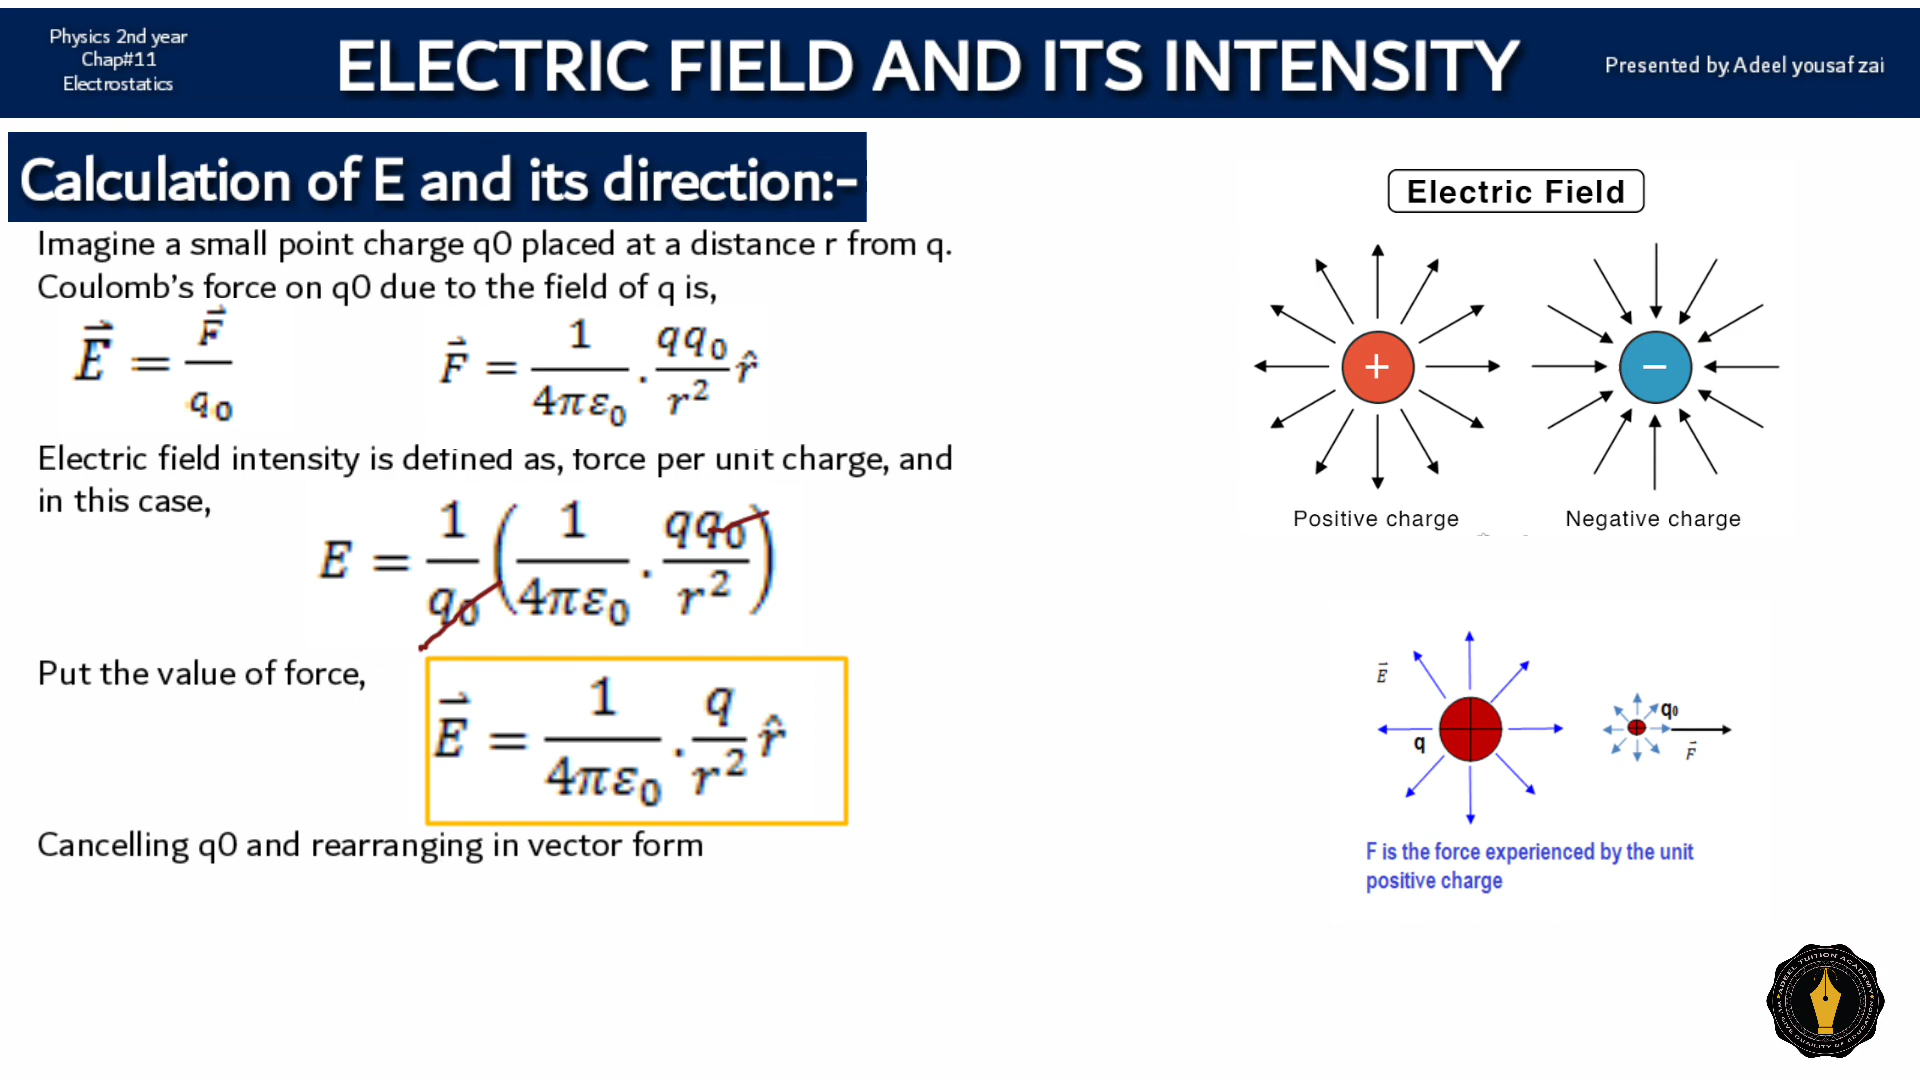 Physics 2nd year
Chap#11
Electrostatics
ELECTRIC FIELD AND ITS INTENSITY
Presented by.Adeel yousaf zai
Calculation of E and its direction:-
Imagine a small point charge q0 placed at a distance r from q.
Coulomb's force on q0 due to the field of q is,
E⃗ = F⃗ / q₀
F⃗ = 1 / 4πε₀ . qq₀ / r² r̂
Electric field intensity is defined as, force per unit charge, and
in this case,
E = 1 / q₀ ( 1 / 4πε₀ . qq₀ / r² )
Put the value of force,
E⃗ = 1 / 4πε₀ . q / r² r̂
Cancelling q0 and rearranging in vector form
Electric Field
+
−
Positive charge
Negative charge
E⃗
q
q₀
F⃗
F is the force experienced by the unit
positive charge
ADEEL TUITION ACADEMY